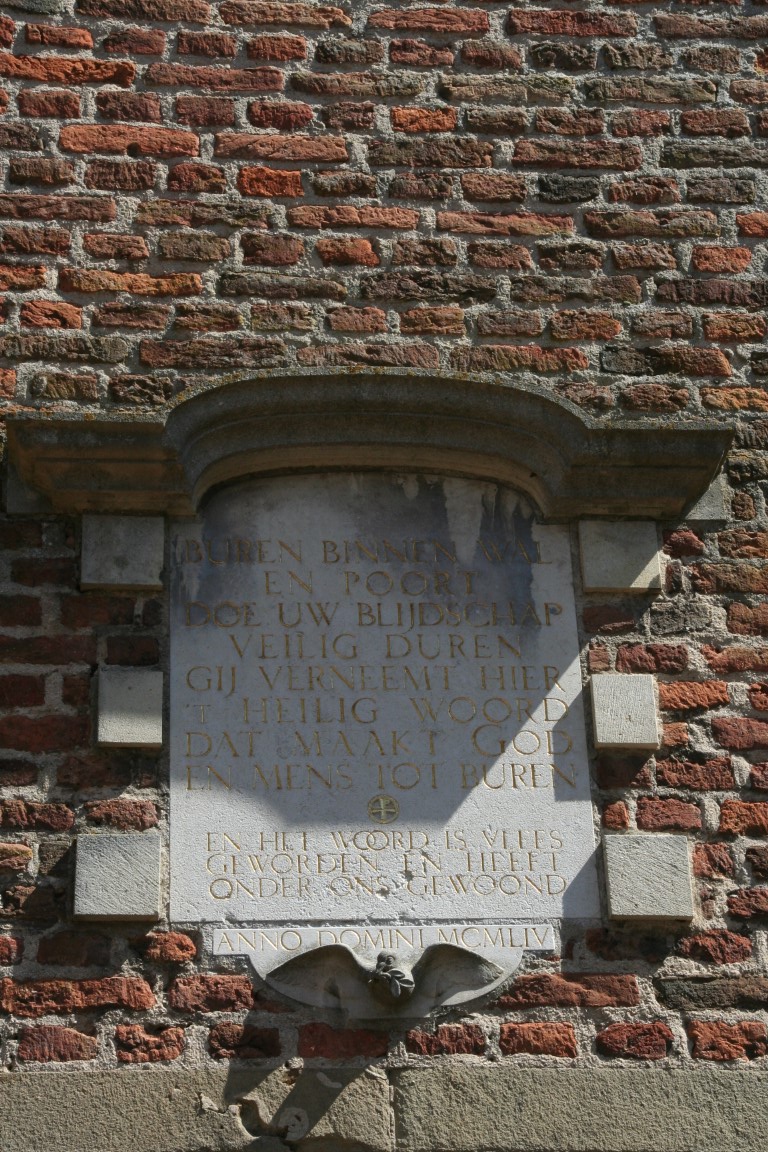 BUREN BINNEN WAL
EN POORT
DOE UW BLIJDSCHAP
VEILIG DUREN
GIJ VERNEEMT HIER
'T HEILIG WOORD
DAT MAAKT GOD
EN MENS TOT BUREN
EN HET WOORD IS VLEES
GEWORDEN EN HEEFT
ONDER ONS GEWOOND
ANNO DOMINI MCMLIV